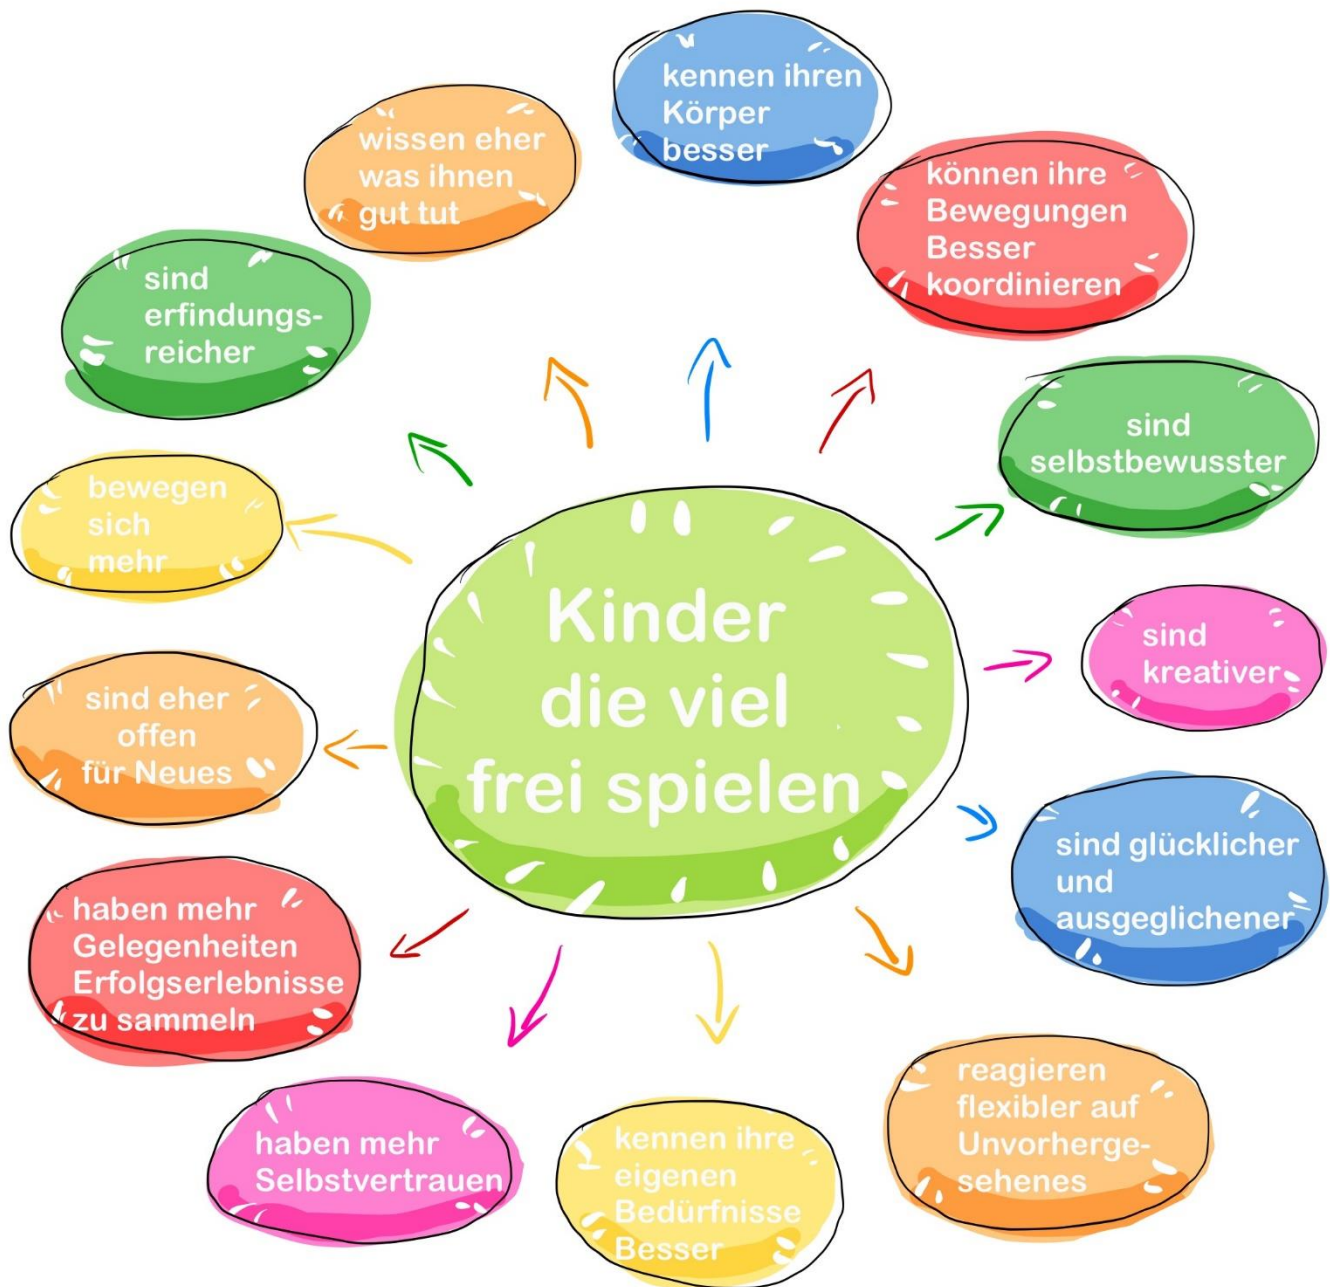 kennen ihren
Körper
besser
wissen eher
was ihnen
gut tut
können ihre
Bewegungen
Besser
koordinieren
sind
erfindungs-
reicher
sind
selbstbewusster
bewegen
sich
mehr
Kinder
die viel
frei spielen
sind
kreativer
sind eher
offen
für Neues
sind glücklicher
und
ausgeglichener
haben mehr
Gelegenheiten
Erfolgserlebnisse
zu sammeln
reagieren
flexibler auf
Unvorherge-
sehenes
haben mehr
Selbstvertrauen
kennen ihre
eigenen
Bedürfnisse
Besser